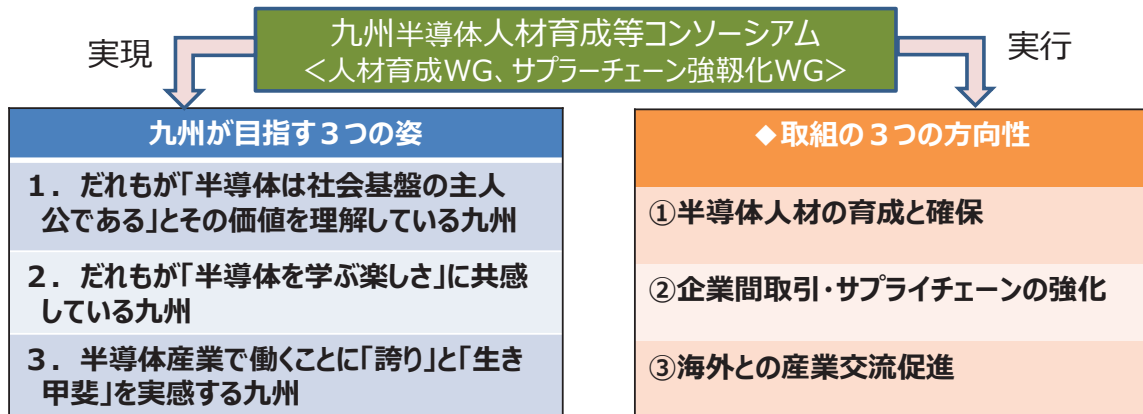 九州半導体人材育成等コンソーシアム
<人材育成WG、サプラーチェーン強靱化WG>
実現
実行
九州が目指す３つの姿
１．だれもが「半導体は社会基盤の主人
公である」とその価値を理解している九州
２．だれもが「半導体を学ぶ楽しさ」に共感
している九州
３．半導体産業で働くことに「誇り」と「生き
甲斐」を実感する九州
◆取組の３つの方向性
①半導体人材の育成と確保
②企業間取引・サプライチェーンの強化
③海外との産業交流促進